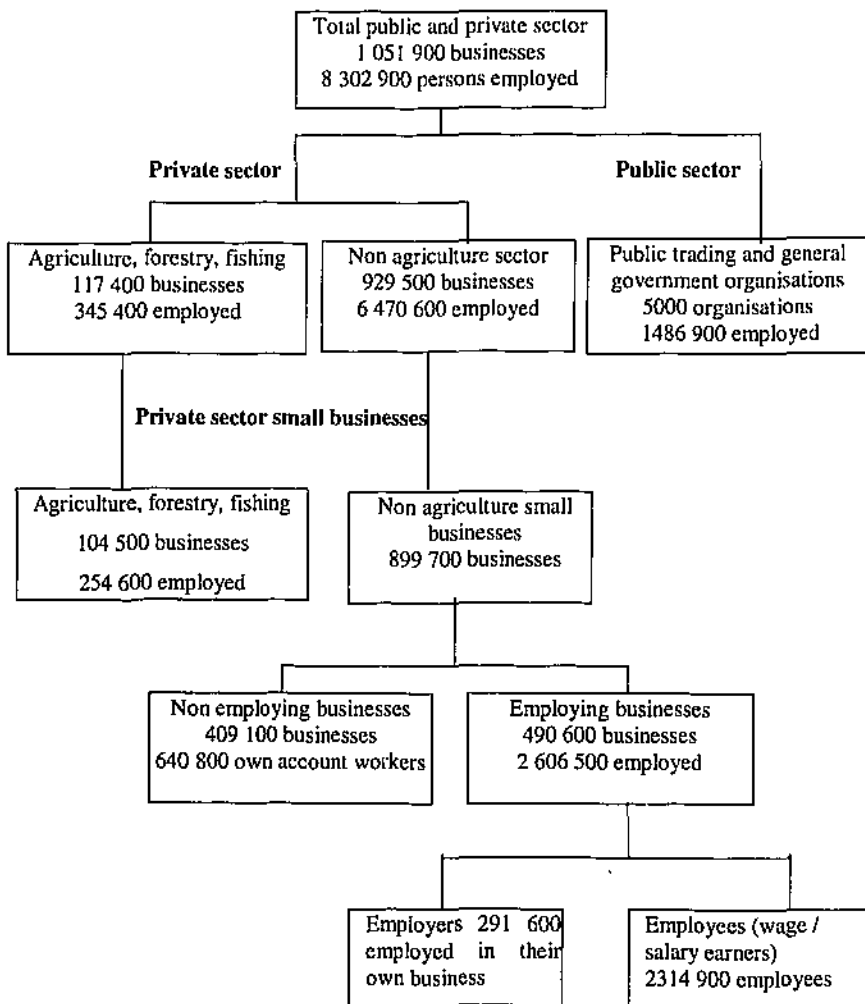 Total public and private sector
1 051 900 businesses
8 302 900 persons employed
Private sector
Public sector
Agriculture, forestry, fishing
117 400 businesses
345 400 employed
Non agriculture sector
929 500 businesses
6 470 600 employed
Public trading and general
government organisations
5000 organisations
1486 900 employed
Private sector small businesses
Agriculture, forestry, fishing
104 500 businesses
254 600 employed
Non agriculture small
businesses
899 700 businesses
Non employing businesses
409 100 businesses
640 800 own account workers
Employing businesses
490 600 businesses
2 606 500 employed
Employers 291 600
employed in their
own business
Employees (wage /
salary earners)
2314 900 employees